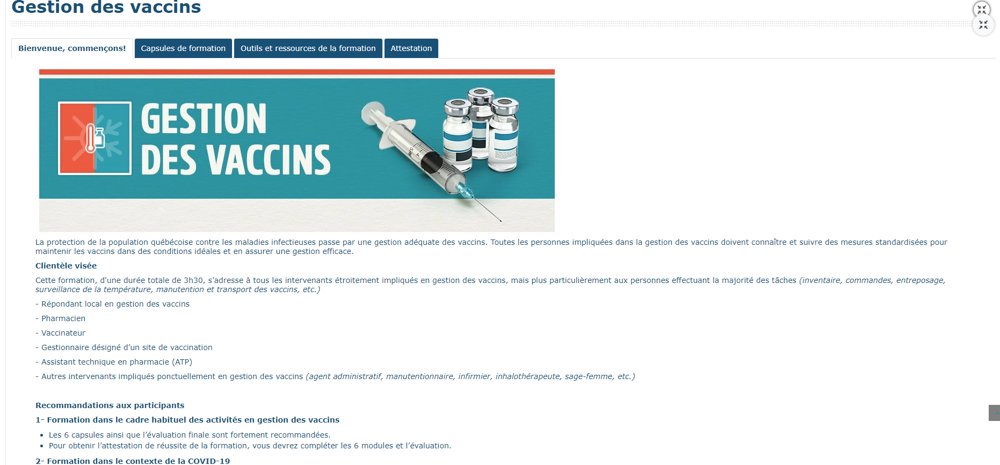 Gestion des vaccins
Bienvenue, commençons!
Capsules de formation
Outils et ressources de la formation
Attestation
GESTION
DES VACCINS
La protection de la population québécoise contre les maladies infectieuses passe par une gestion adéquate des vaccins. Toutes les personnes impliquées dans la gestion des vaccins doivent connaître et suivre des mesures standardisées pour
maintenir les vaccins dans des conditions idéales et en assurer une gestion efficace.
Clientèle visée
Cette formation, d'une durée totale de 3h30, s’adresse à tous les intervenants étroitement impliqués en gestion des vaccins, mais plus particulièrement aux personnes effectuant la majorité des tâches (inventaire, commandes, entreposage,
surveillance de la température, manutention et transport des vaccins, etc.)
- Répondant local en gestion des vaccins
- Pharmacien
- Vaccinateur
- Gestionnaire désigné d’un site de vaccination
- Assistant technique en pharmacie (ATP)
- Autres intervenants impliqués ponctuellement en gestion des vaccins (agent administratif, manutentionnaire, infirmier, inhalothérapeute, sage-femme, etc.)
Recommandations aux participants
1- Formation dans le cadre habituel des activités en gestion des vaccins
• Les 6 capsules ainsi que l’évaluation finale sont fortement recommandées.
• Pour obtenir l’attestation de réussite de la formation, vous devrez compléter les 6 modules et l’évaluation.
2- Formation dans le contexte de la COVID-19